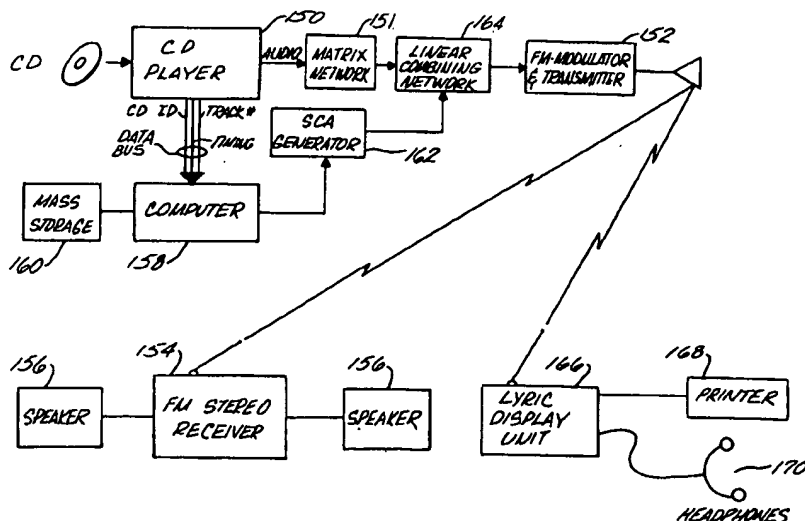 150
151
164
152
CD
CD
PLAYER
AUDIO
MATRIX
NETWORK
LINEAR
COMBINING
NETWORK
FM-MODULATOR
& TRANSMITTER
CD ID
TRACK #
TIMING
DATA
BUS
SCA
GENERATOR
162
MASS
STORAGE
COMPUTER
160
158
156
154
156
166
168
SPEAKER
FM STEREO
RECEIVER
SPEAKER
LYRIC
DISPLAY
UNIT
PRINTER
170
HEADPHONES